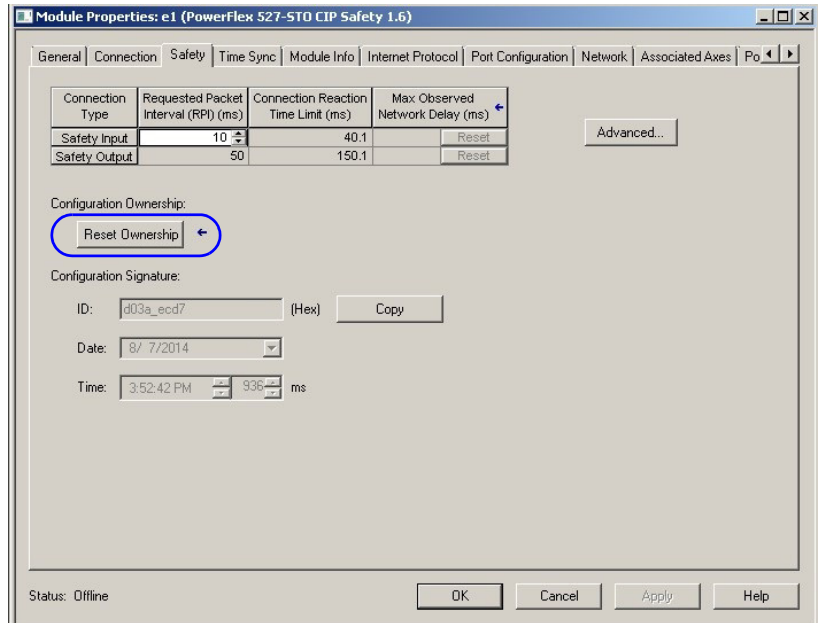 Module Properties: e1 (PowerFlex 527-STO CIP Safety 1.6)
General Connection Safety Time Sync Module Info Internet Protocol Port Configuration Network Associated Axes Po
Connection Type Requested Packet Interval (RPI) (ms) Connection Reaction Time Limit (ms) Max Observed Network Delay (ms)
Safety Input 10 40.1 Reset
Safety Output 50 150.1 Reset
Advanced...
Configuration Ownership:
Reset Ownership
Configuration Signature:
ID: d03a_ecd7 (Hex) Copy
Date: 8/ 7/2014
Time: 3:52:42 PM 936 ms
Status: Offline OK Cancel Apply Help